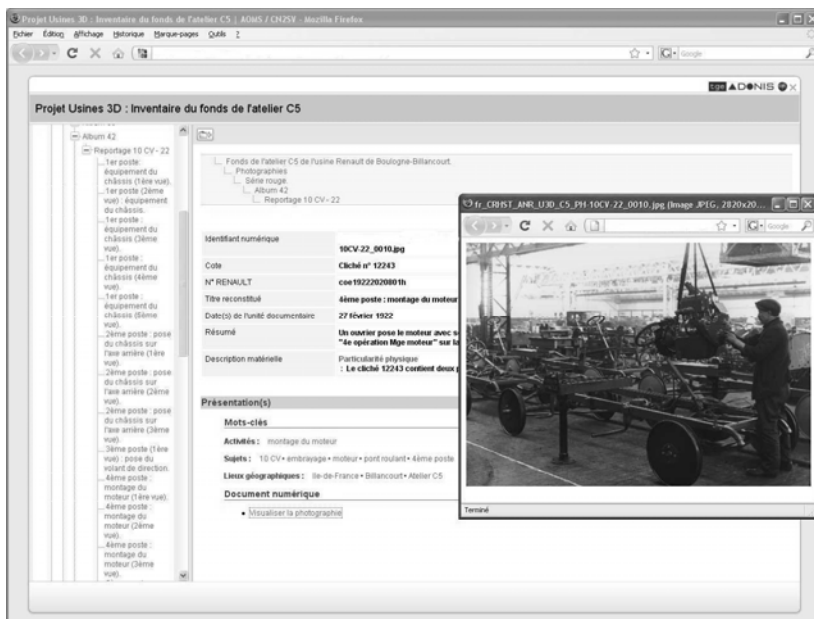 Projet Usines 3D : Inventaire du fonds de l'atelier C5 | AOMS / CN2SV - Mozilla Firefox
Fichier Édition Affichage Historique Marque-pages Outils ?
Google
tge ADONIS
Projet Usines 3D : Inventaire du fonds de l'atelier C5
Album 42
Reportage 10 CV - 22
1er poste:
équipement du
châssis (1ère vue).
1er poste (2ème
vue) : équipement
du châssis.
1er poste :
équipement du
châssis (3ème
vue).
1er poste :
équipement du
châssis (4ème
vue).
1er poste :
équipement du
châssis (5ème
vue).
2ème poste : pose
du châssis sur
l'axe arrière (1ère
vue).
2ème poste : pose
du châssis sur
l'axe arrière (2ème
vue).
2ème poste : pose
du châssis sur
l'axe arrière (3ème
vue).
3ème poste (1ère
vue) : pose du
volant de direction.
4ème poste :
montage du
moteur (1ère vue).
4ème poste :
montage du
moteur (2ème
vue).
4ème poste :
montage du
moteur (3ème
vue).
Fonds de l'atelier C5 de l'usine Renault de Boulogne-Billancourt.
Photographies
Série rouge.
Album 42
Reportage 10 CV - 22
Identifiant numérique 10CV-22_0010.jpg
Cote Cliché n° 12243
N° RENAULT coe19222020801h
Titre reconstitué 4ème poste : montage du moteur
Date(s) de l'unité documentaire 27 février 1922
Résumé Un ouvrier pose le moteur avec
"4e opération Mge moteur" sur la
Description matérielle Particularité physique
: Le cliché 12243 contient deux
Présentation(s)
Mots-clés
Activités : montage du moteur
Sujets : 10 CV • embrayage • moteur • pont roulant • 4ème poste
Lieux géographiques : Ile-de-France • Billancourt • Atelier C5
Document numérique
• Visualiser la photographie
fr_CRHST_ANR_U3D_C5_PH-10CV-22_0010.jpg (Image JPEG, 2820x20...
Google
Terminé